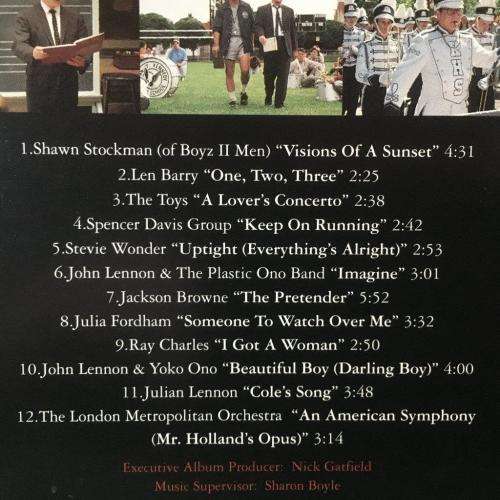 1.Shawn Stockman (of Boyz II Men) “Visions Of A Sunset” 4:31
2.Len Barry “One, Two, Three” 2:25
3.The Toys “A Lover’s Concerto” 2:38
4.Spencer Davis Group “Keep On Running” 2:42
5.Stevie Wonder “Uptight (Everything’s Alright)” 2:53
6.John Lennon & The Plastic Ono Band “Imagine” 3:01
7.Jackson Browne “The Pretender” 5:52
8.Julia Fordham “Someone To Watch Over Me” 3:32
9.Ray Charles “I Got A Woman” 2:50
10.John Lennon & Yoko Ono “Beautiful Boy (Darling Boy)” 4:00
11.Julian Lennon “Cole’s Song” 3:48
12.The London Metropolitan Orchestra “An American Symphony
(Mr. Holland’s Opus)” 3:14
Executive Album Producer: Nick Gatfield
Music Supervisor: Sharon Boyle